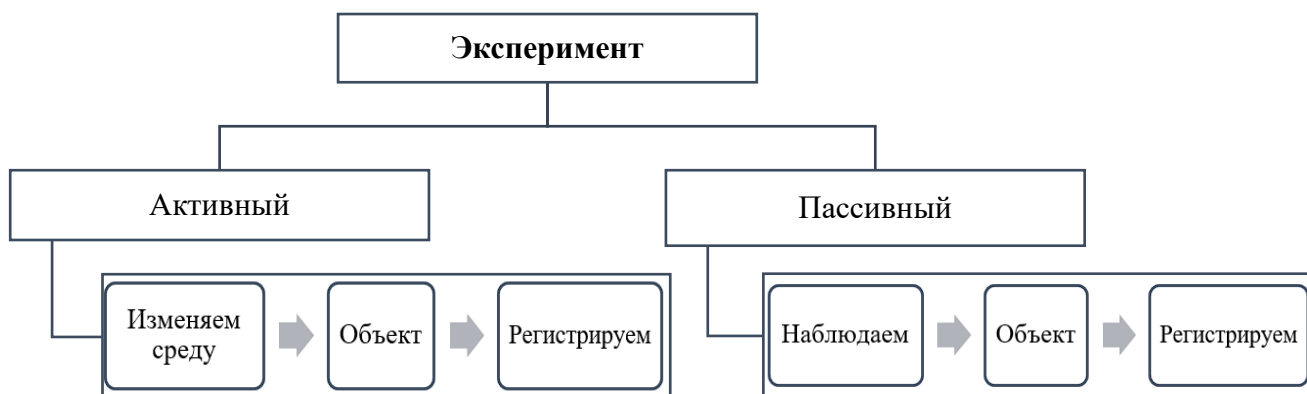 Эксперимент
Активный
Пассивный
Изменяем
среду
Объект
Регистрируем
Наблюдаем
Объект
Регистрируем